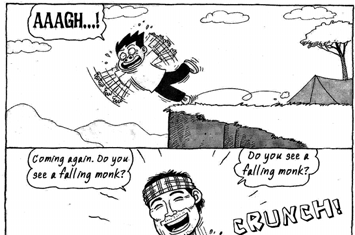 AAAGH...!
Coming again. Do you
see a falling monk?
Do you
see a
falling monk?
CRUNCH!